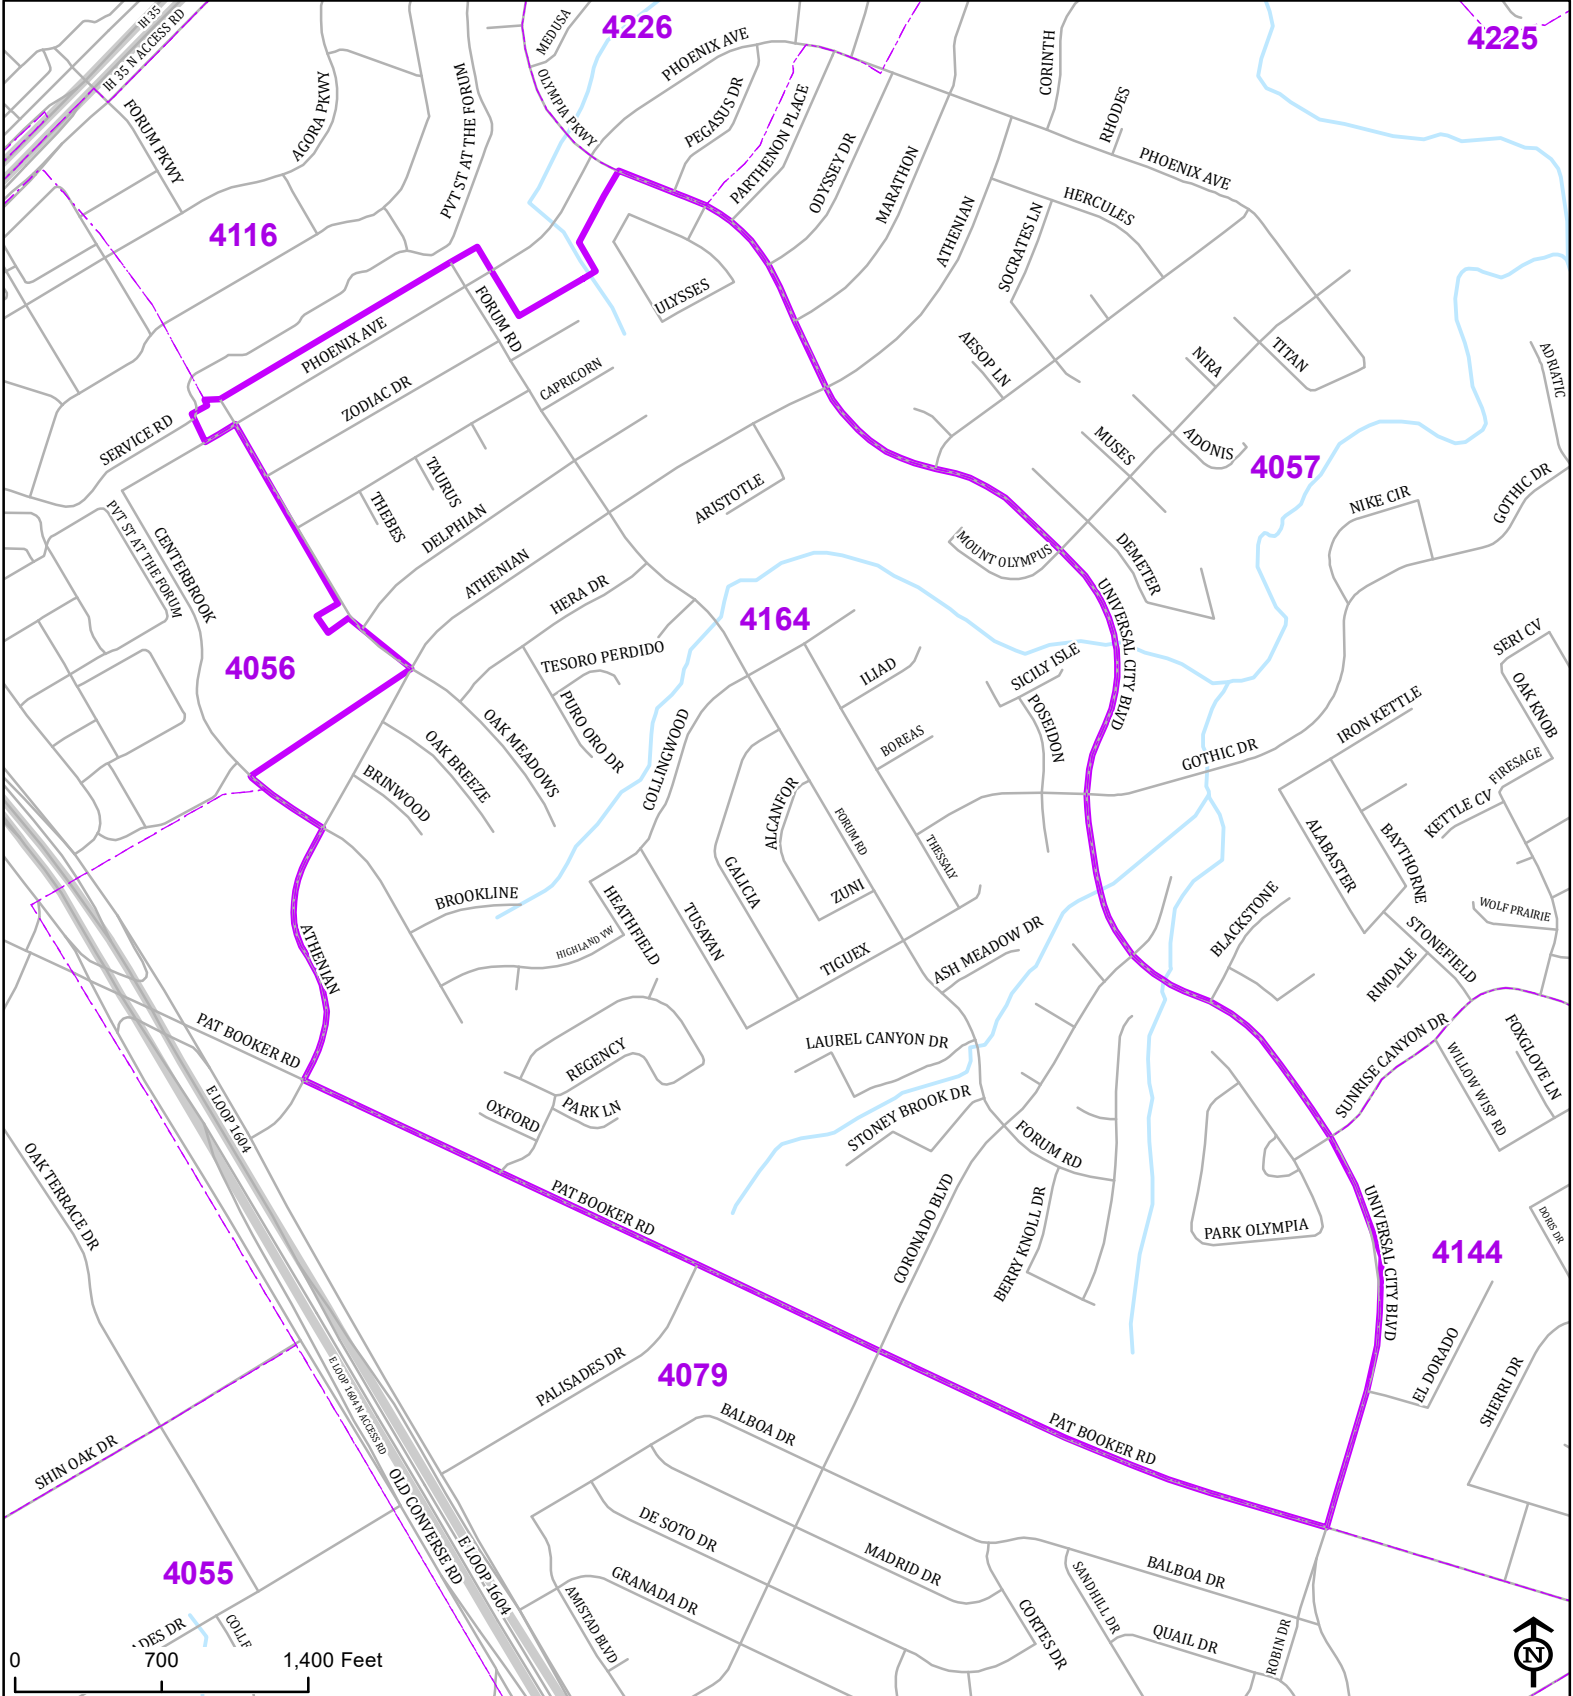 IH 35
IH 35 N ACCESS RD
MEDUSA
4226
4225
PHOENIX AVE
CORINTH
FORUM PKWY
AGORA PKWY
PVT ST AT THE FORUM
OLYMPIA PKWY
PEGASUS DR
PARTHENON PLACE
ODYSSEY DR
MARATHON
RHODES
PHOENIX AVE
HERCULES
4116
ATHENIAN
SOCRATES LN
ULYSSES
FORUM RD
PHOENIX AVE
ZODIAC DR
CAPRICORN
AESOP LN
NIRA
TITAN
ADRIATIC
SERVICE RD
MUSES
ADONIS
4057
TAURUS
THEBES
DELPHIAN
ARISTOTLE
NIKE CIR
GOTHIC DR
PVT ST AT THE FORUM
CENTERBROOK
ATHENIAN
HERA DR
MOUNT OLYMPUS
DEMETER
UNIVERSAL CITY BLVD
4164
4056
TESORO PERDIDO
ILIAD
SICILY ISLE
SERI CV
OAK KNOB
PURO ORO DR
OAK MEADOWS
OAK BREEZE
BRINWOOD
COLLINGWOOD
BOREAS
POSEIDON
GOTHIC DR
IRON KETTLE
FIRESAGE
KETTLE CV
ALCANFOR
FORUM RD
THESSALY
ALABASTER
BAYTHORNE
GALICIA
ZUNI
BROOKLINE
HEATHFIELD
HIGHLAND VW
TUSAYAN
TIGUEX
ASH MEADOW DR
BLACKSTONE
WOLF PRAIRIE
STONEFIELD
RIMDALE
ATHENIAN
PAT BOOKER RD
REGENCY
LAUREL CANYON DR
SUNRISE CANYON DR
FOXGLOVE LN
WILLOW WISP RD
E LOOP 1604
OXFORD
PARK LN
STONEY BROOK DR
FORUM RD
OAK TERRACE DR
PAT BOOKER RD
CORONADO BLVD
BERRY KNOLL DR
PARK OLYMPIA
UNIVERSAL CITY BLVD
DORIS DR
4144
4079
PALISADES DR
E LOOP 1604 N ACCESS RD
EL DORADO
SHERRI DR
BALBOA DR
PAT BOOKER RD
SHIN OAK DR
OLD CONVERSE RD
E LOOP 1604
DE SOTO DR
MADRID DR
BALBOA DR
4055
GRANADA DR
AMISTAD BLVD
CORTES DR
SANDHILL DR
QUAIL DR
ROBIN DR
ADES DR
COLLE
0 700 1,400 Feet
N